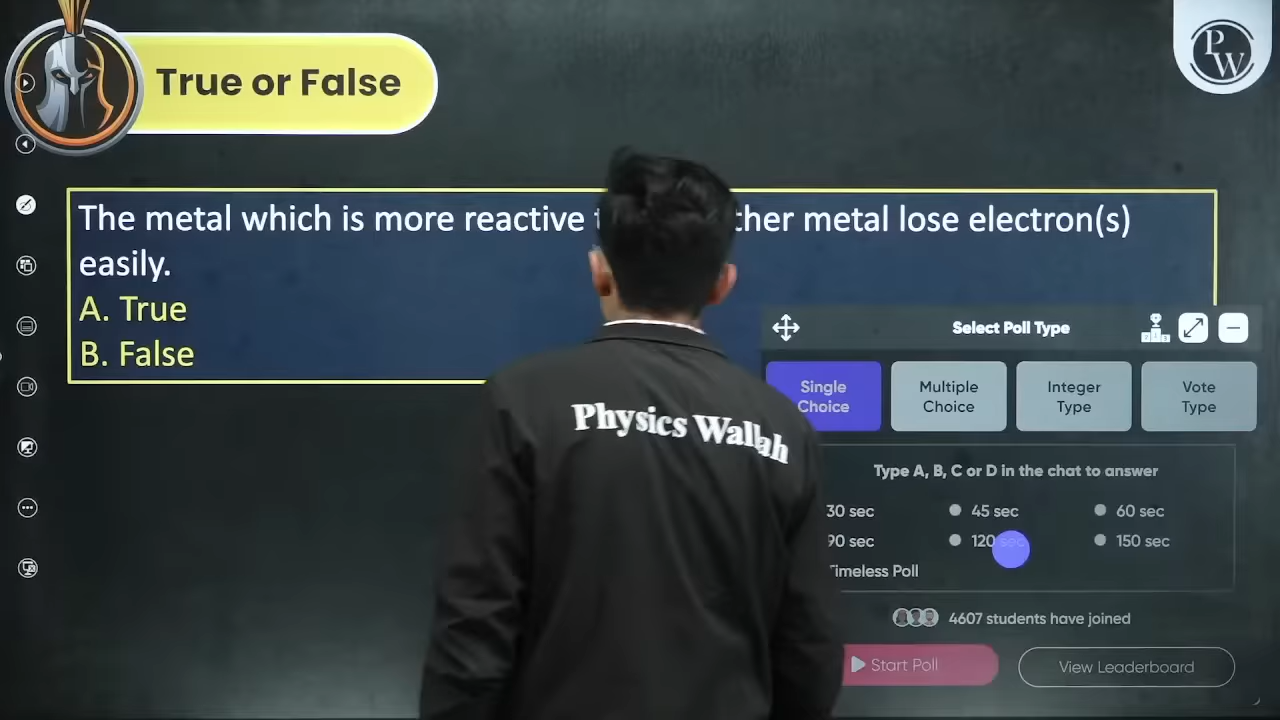 True or False
PW
The metal which is more reactive ther metal lose electron(s)
easily.
A. True
B. False
Select Poll Type
Single Choice
Multiple Choice
Integer Type
Vote Type
Type A, B, C or D in the chat to answer
30 sec
45 sec
60 sec
90 sec
120 sec
150 sec
Timeless Poll
4607 students have joined
Start Poll
View Leaderboard
Physics Wallah